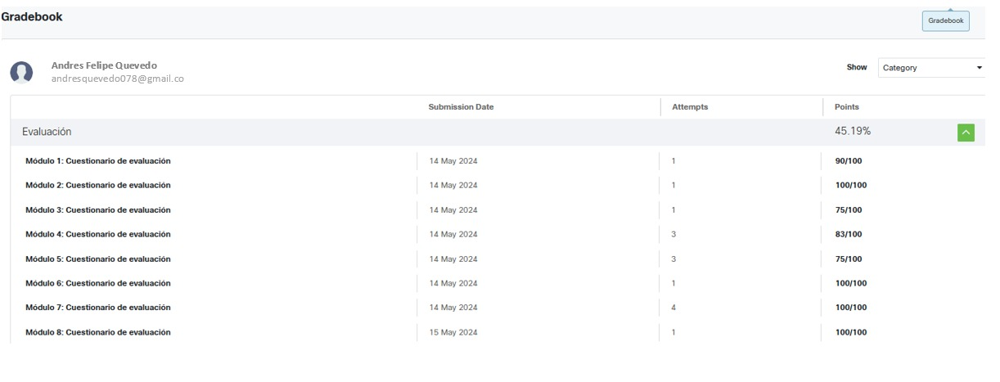 Gradebook
Gradebook
Andres Felipe Quevedo
andresquevedo078@gmail.co
Show Category
Submission Date Attempts Points
Evaluación 45.19%
Módulo 1: Cuestionario de evaluación 14 May 2024 1 90/100
Módulo 2: Cuestionario de evaluación 14 May 2024 1 100/100
Módulo 3: Cuestionario de evaluación 14 May 2024 1 75/100
Módulo 4: Cuestionario de evaluación 14 May 2024 3 83/100
Módulo 5: Cuestionario de evaluación 14 May 2024 3 75/100
Módulo 6: Cuestionario de evaluación 14 May 2024 1 100/100
Módulo 7: Cuestionario de evaluación 14 May 2024 4 100/100
Módulo 8: Cuestionario de evaluación 15 May 2024 1 100/100